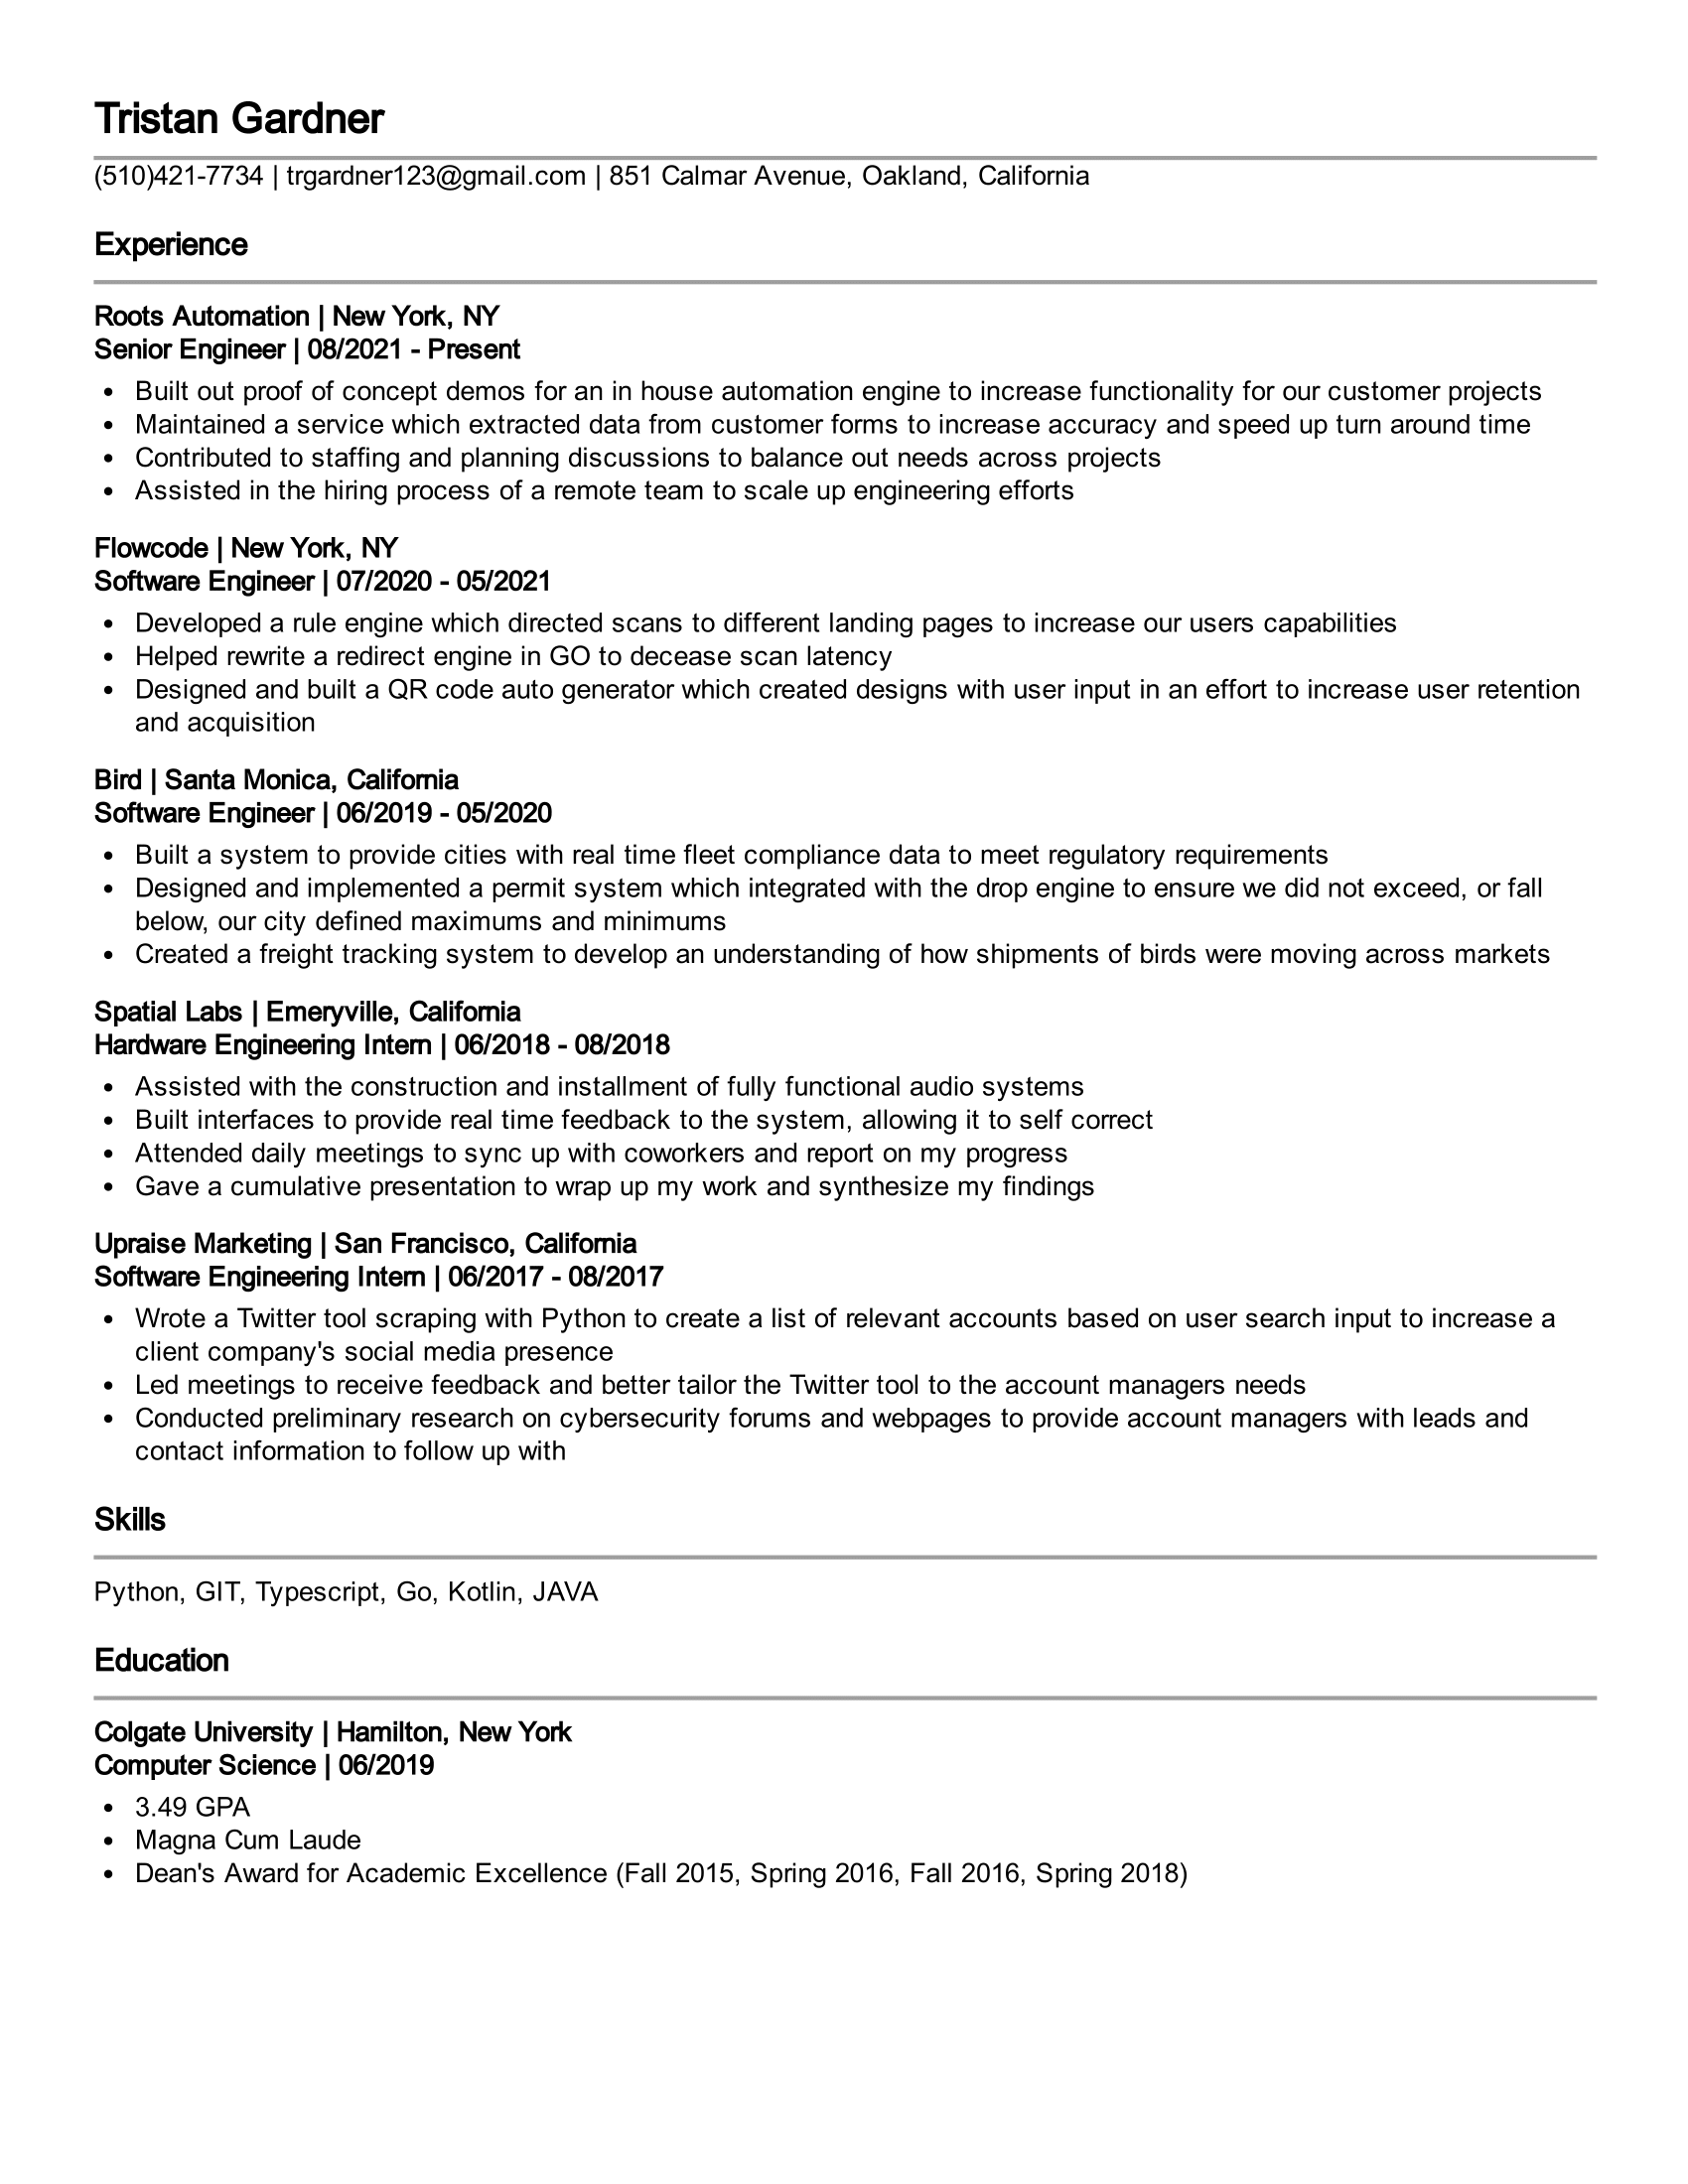 Tristan Gardner
(510)421-7734 | trgardner123@gmail.com | 851 Calmar Avenue, Oakland, California
Experience
Roots Automation | New York, NY
Senior Engineer | 08/2021 - Present
• Built out proof of concept demos for an in house automation engine to increase functionality for our customer projects
• Maintained a service which extracted data from customer forms to increase accuracy and speed up turn around time
• Contributed to staffing and planning discussions to balance out needs across projects
• Assisted in the hiring process of a remote team to scale up engineering efforts
Flowcode | New York, NY
Software Engineer | 07/2020 - 05/2021
• Developed a rule engine which directed scans to different landing pages to increase our users capabilities
• Helped rewrite a redirect engine in GO to decease scan latency
• Designed and built a QR code auto generator which created designs with user input in an effort to increase user retention
and acquisition
Bird | Santa Monica, California
Software Engineer | 06/2019 - 05/2020
• Built a system to provide cities with real time fleet compliance data to meet regulatory requirements
• Designed and implemented a permit system which integrated with the drop engine to ensure we did not exceed, or fall
below, our city defined maximums and minimums
• Created a freight tracking system to develop an understanding of how shipments of birds were moving across markets
Spatial Labs | Emeryville, California
Hardware Engineering Intern | 06/2018 - 08/2018
• Assisted with the construction and installment of fully functional audio systems
• Built interfaces to provide real time feedback to the system, allowing it to self correct
• Attended daily meetings to sync up with coworkers and report on my progress
• Gave a cumulative presentation to wrap up my work and synthesize my findings
Upraise Marketing | San Francisco, California
Software Engineering Intern | 06/2017 - 08/2017
• Wrote a Twitter tool scraping with Python to create a list of relevant accounts based on user search input to increase a
client company's social media presence
• Led meetings to receive feedback and better tailor the Twitter tool to the account managers needs
• Conducted preliminary research on cybersecurity forums and webpages to provide account managers with leads and
contact information to follow up with
Skills
Python, GIT, Typescript, Go, Kotlin, JAVA
Education
Colgate University | Hamilton, New York
Computer Science | 06/2019
• 3.49 GPA
• Magna Cum Laude
• Dean's Award for Academic Excellence (Fall 2015, Spring 2016, Fall 2016, Spring 2018)